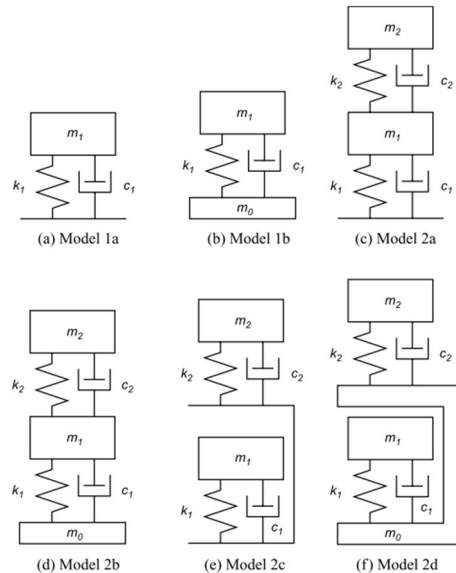 m2
k2
c2
m1
m1
m1
k1
c1
k1
c1
k1
c1
m0
(a) Model 1a
(b) Model 1b
(c) Model 2a
m2
m2
m2
k2
c2
k2
c2
k2
c2
m1
m1
m1
k1
c1
k1
c1
k1
c1
m0
m0
(d) Model 2b
(e) Model 2c
(f) Model 2d